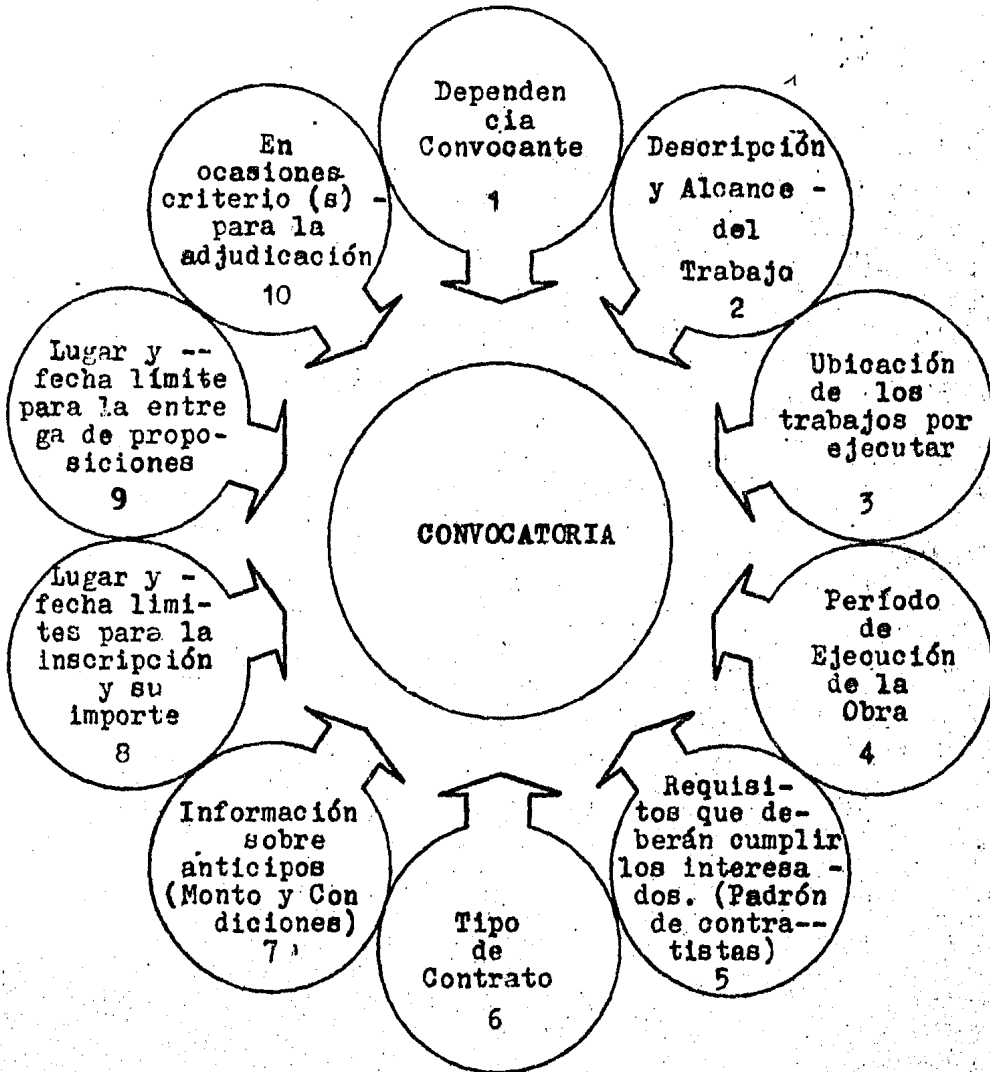 Dependen
cia
Convocante
1
Descripción
y Alcance -
del
Trabajo
2
Ubicación
de los
trabajos por
ejecutar
3
Período
de
Ejecución
de la
Obra
4
Requisi-
tos que de-
berán cumplir
los interesa -
dos. (Padrón
de contra--
tistas)
5
Tipo
de
Contrato
6
Información
sobre
anticipos
(Monto y Con
diciones)
7
Lugar y -
fecha limi-
tes para la
inscripción
y su
importe
8
Lugar y --
fecha límite
para la entre
ga de propo-
siciones
9
En
ocasiones
criterio (s) -
para la
adjudicación
10
CONVOCATORIA